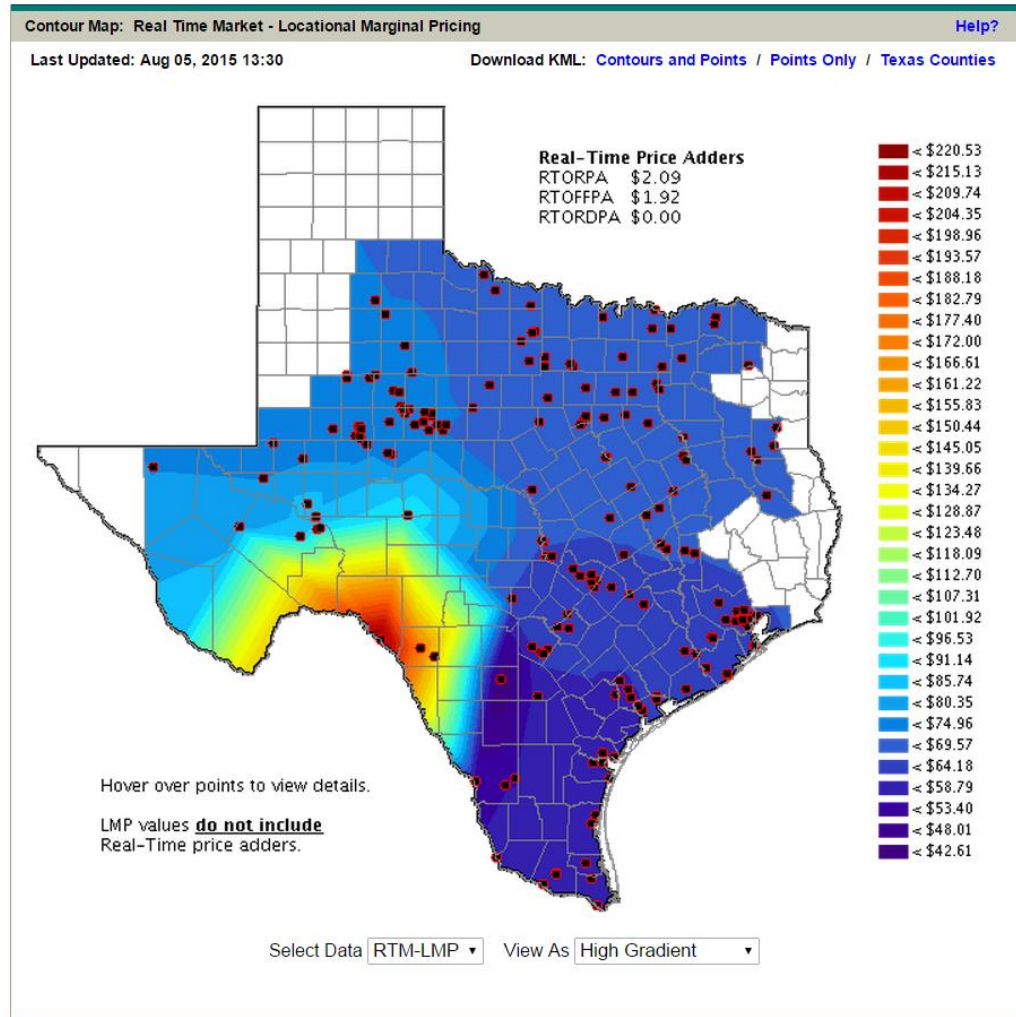 Contour Map: Real Time Market - Locational Marginal Pricing
Help?
Last Updated: Aug 05, 2015 13:30
Download KML: Contours and Points / Points Only / Texas Counties
Real-Time Price Adders
RTORPA $2.09
RTOFFPA $1.92
RTORDPA $0.00
< $220.53
< $215.13
< $209.74
< $204.35
< $198.96
< $193.57
< $188.18
< $182.79
< $177.40
< $172.00
< $166.61
< $161.22
< $155.83
< $150.44
< $145.05
< $139.66
< $134.27
< $128.87
< $123.48
< $118.09
< $112.70
< $107.31
< $101.92
< $96.53
< $91.14
< $85.74
< $80.35
< $74.96
< $69.57
< $64.18
< $58.79
< $53.40
< $48.01
< $42.61
Hover over points to view details.
LMP values do not include
Real-Time price adders.
Select Data RTM-LMP View As High Gradient